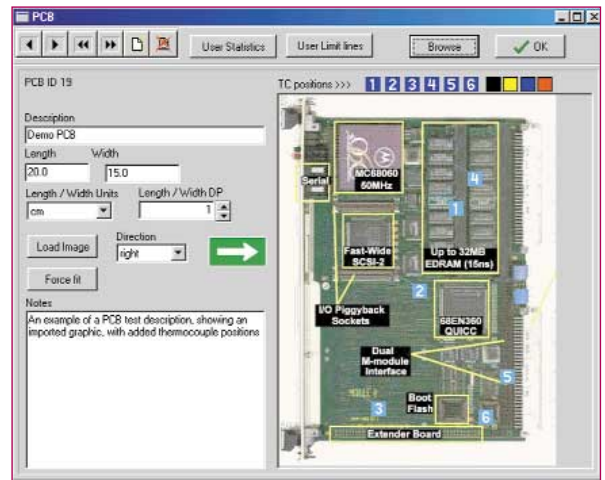 PCB
User Statistics
User Limit lines
Browse
OK
PCB ID 19
TC positions >>> 1 2 3 4 5 6
Description
Demo PCB
Length
Width
20.0
15.0
Length / Width Units
Length / Width DP
cm
1
Load Image
Direction
right
Force fit
Notes
An example of a PCB test description, showing an
imported graphic, with added thermocouple positions
Serial
MC68060
50MHz
4
1
Fast-Wide
SCSI-2
Up to 32MB
EDRAM (15ns)
2
I/O Piggyback
Sockets
68EN360
QUICC
Dual
M-module
Interface
5
3
Boot
Flash
6
Extender Board